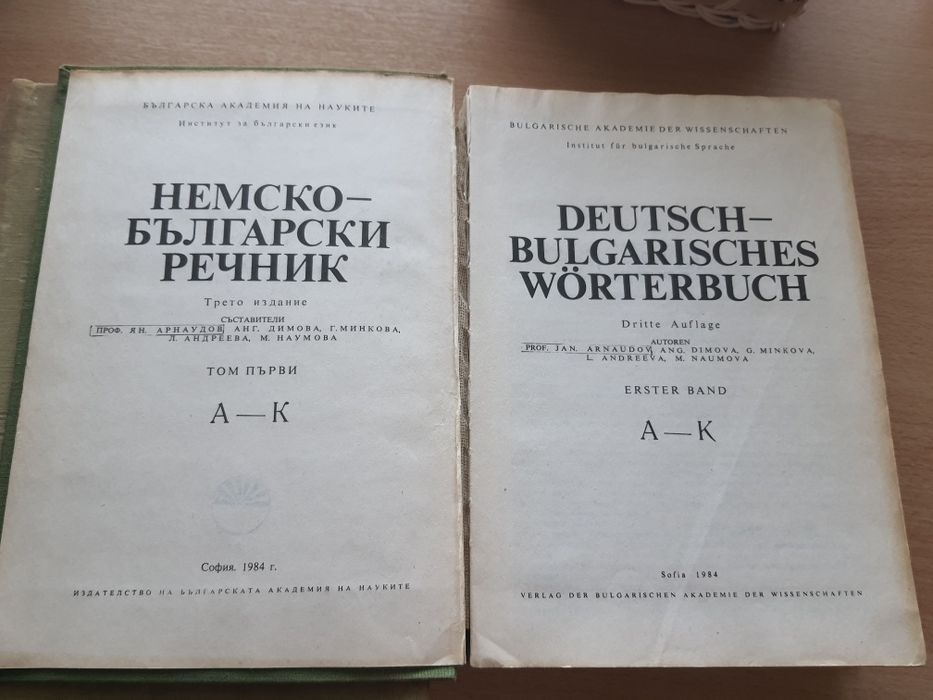 БЪЛГАРСКА АКАДЕМИЯ НА НАУКИТЕ
Институт за български език
НЕМСКО–
БЪЛГАРСКИ
РЕЧНИК
Трето издание
СЪСТАВИТЕЛИ
ПРОФ. ЯН. АРНАУДОВ, АНГ. ДИМОВА, Г. МИНКОВА,
Л. АНДРЕЕВА, М. НАУМОВА
ТОМ ПЪРВИ
А—К
София. 1984 г.
ИЗДАТЕЛСТВО НА БЪЛГАРСКАТА АКАДЕМИЯ НА НАУКИТЕ
BULGARISCHE AKADEMIE DER WISSENSCHAFTEN
Institut für bulgarische Sprache
DEUTSCH–
BULGARISCHES
WÖRTERBUCH
Dritte Auflage
AUTOREN
PROF. JAN. ARNAUDOV, ANG. DIMOVA, G. MINKOVA,
L. ANDREEVA, M. NAUMOVA
ERSTER BAND
A—K
Sofia 1984
VERLAG DER BULGARISCHEN AKADEMIE DER WISSENSCHAFTEN